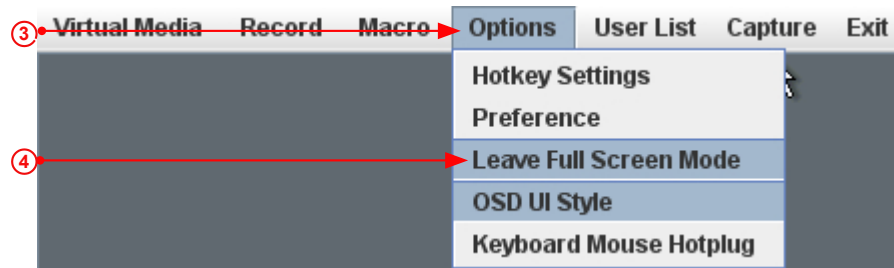 3 Virtual Media Record Macro Options User List Capture Exit
Hotkey Settings
Preference
4 Leave Full Screen Mode
OSD UI Style
Keyboard Mouse Hotplug